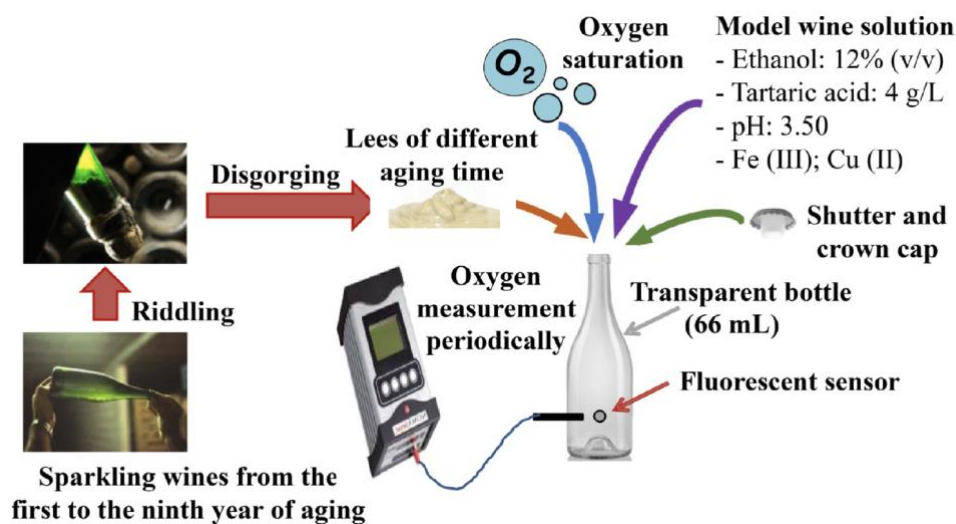 Oxygen
saturation
O2
Model wine solution
- Ethanol: 12% (v/v)
- Tartaric acid: 4 g/L
- pH: 3.50
- Fe (III); Cu (II)
Lees of different
aging time
Disgorging
Shutter and
crown cap
Riddling
Oxygen
measurement
periodically
Transparent bottle
(66 mL)
Fluorescent sensor
Sparkling wines from the
first to the ninth year of aging